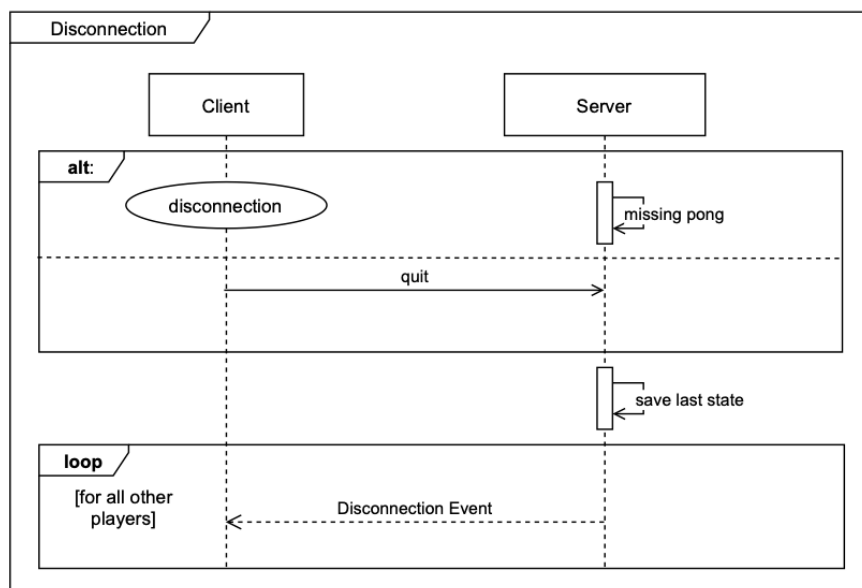 Disconnection
Client
Server
alt:
disconnection
missing pong
quit
save last state
loop
[for all other
players]
Disconnection Event